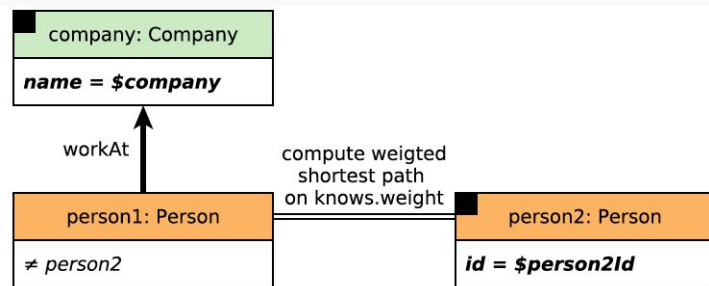 company: Company
name = $company
workAt
compute weigted
shortest path
on knows.weight
person1: Person
≠ person2
person2: Person
id = $person2Id